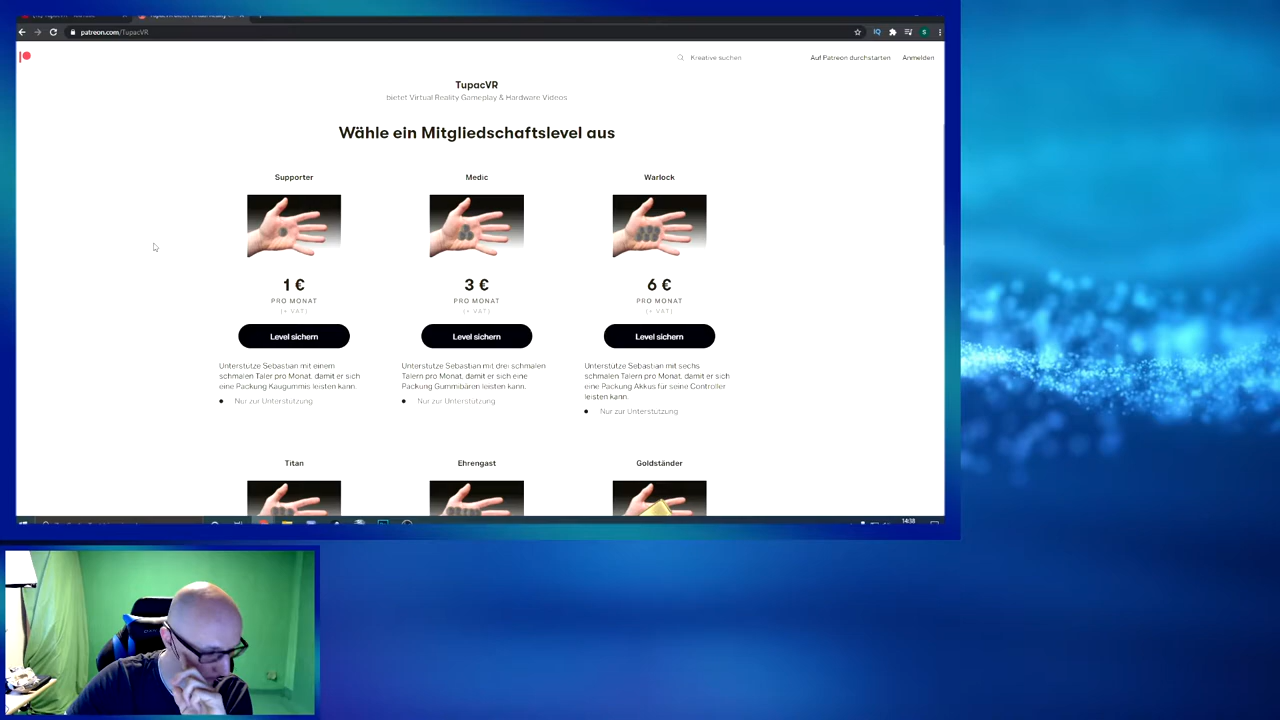 patreon.com/TupacVR
Kreative suchen
Auf Patreon durchstarten
Anmelden
TupacVR
bietet Virtual Reality Gameplay & Hardware Videos
Wähle ein Mitgliedschaftslevel aus
Supporter
Medic
Warlock
1 €
3 €
6 €
PRO MONAT
PRO MONAT
PRO MONAT
(+ VAT)
(+ VAT)
(+ VAT)
Level sichern
Level sichern
Level sichern
Unterstütze Sebastian mit einem
schmalen Taler pro Monat, damit er sich
eine Packung Kaugummis leisten kann.
Nur zur Unterstützung
Unterstütze Sebastian mit drei schmalen
Talern pro Monat, damit er sich eine
Packung Gummibären leisten kann.
Nur zur Unterstützung
Unterstütze Sebastian mit sechs
schmalen Talern pro Monat, damit er sich
eine Packung Akkus für seine Controller
leisten kann.
Nur zur Unterstützung
Titan
Ehrengast
Goldständer
14:38